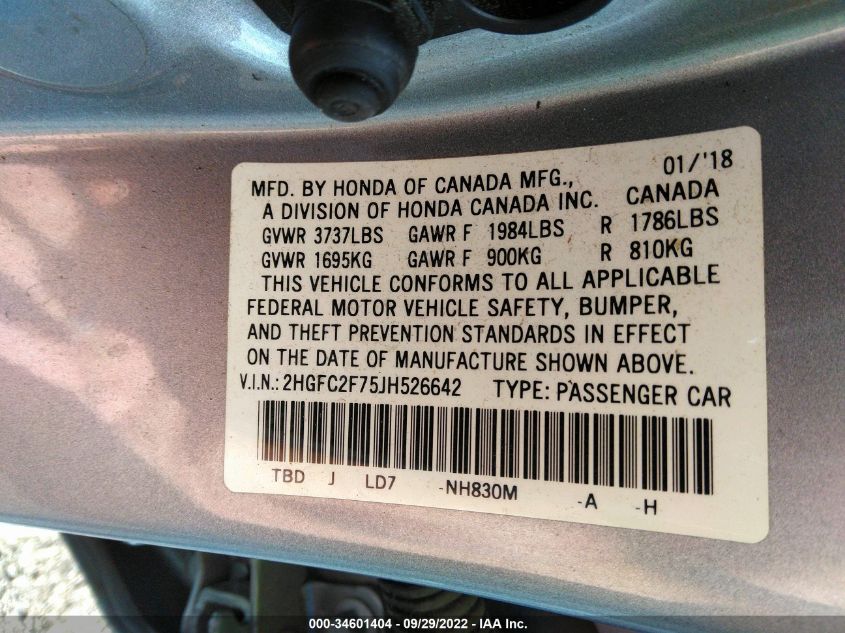 01/'18
MFD. BY HONDA OF CANADA MFG.,
A DIVISION OF HONDA CANADA INC. CANADA
GVWR 3737LBS GAWR F 1984LBS R 1786LBS
GVWR 1695KG GAWR F 900KG R 810KG
THIS VEHICLE CONFORMS TO ALL APPLICABLE
FEDERAL MOTOR VEHICLE SAFETY, BUMPER,
AND THEFT PREVENTION STANDARDS IN EFFECT
ON THE DATE OF MANUFACTURE SHOWN ABOVE.
V.I.N.: 2HGFC2F75JH526642 TYPE: PASSENGER CAR
TBD J LD7 -NH830M -A -H
000-34601404 - 09/29/2022 - IAA Inc.